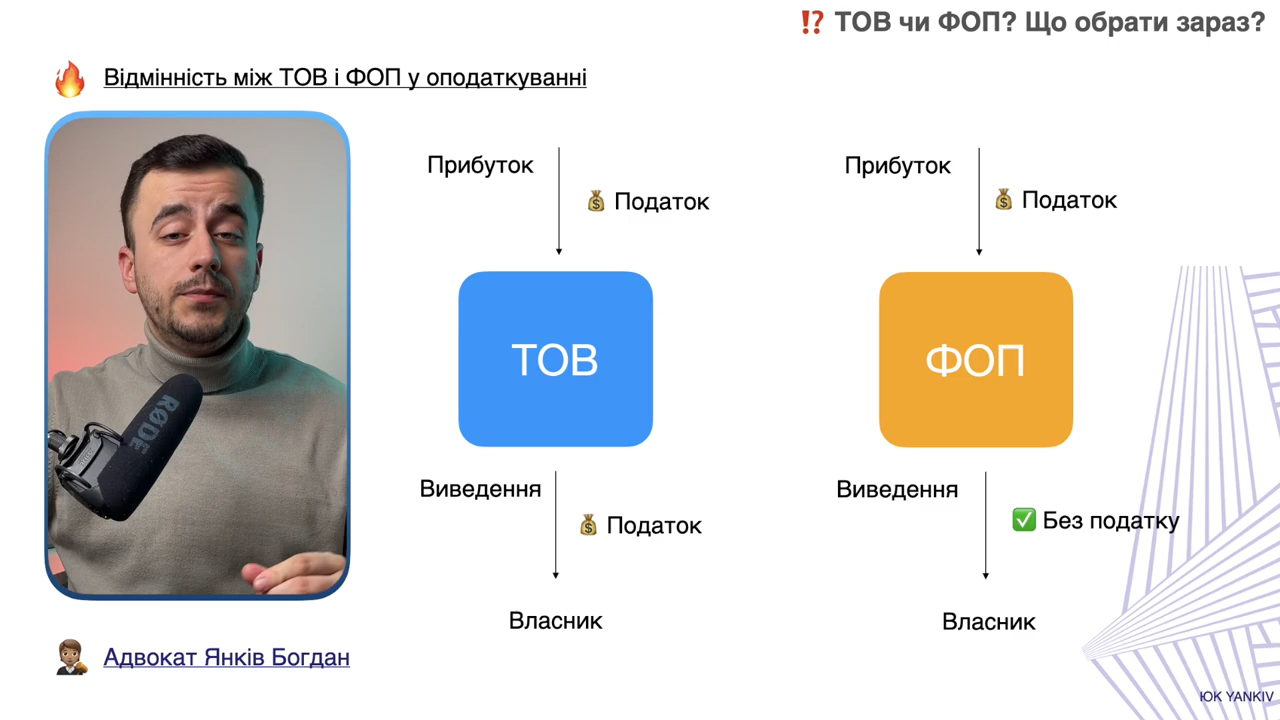 ⁉️ ТОВ чи ФОП? Що обрати зараз?
🔥 Відмінність між ТОВ і ФОП у оподаткуванні
Прибуток
💰 Податок
ТОВ
Виведення
💰 Податок
Власник
Прибуток
💰 Податок
ФОП
Виведення
✅ Без податку
Власник
RØDE
Адвокат Янків Богдан
ЮК YANKIV